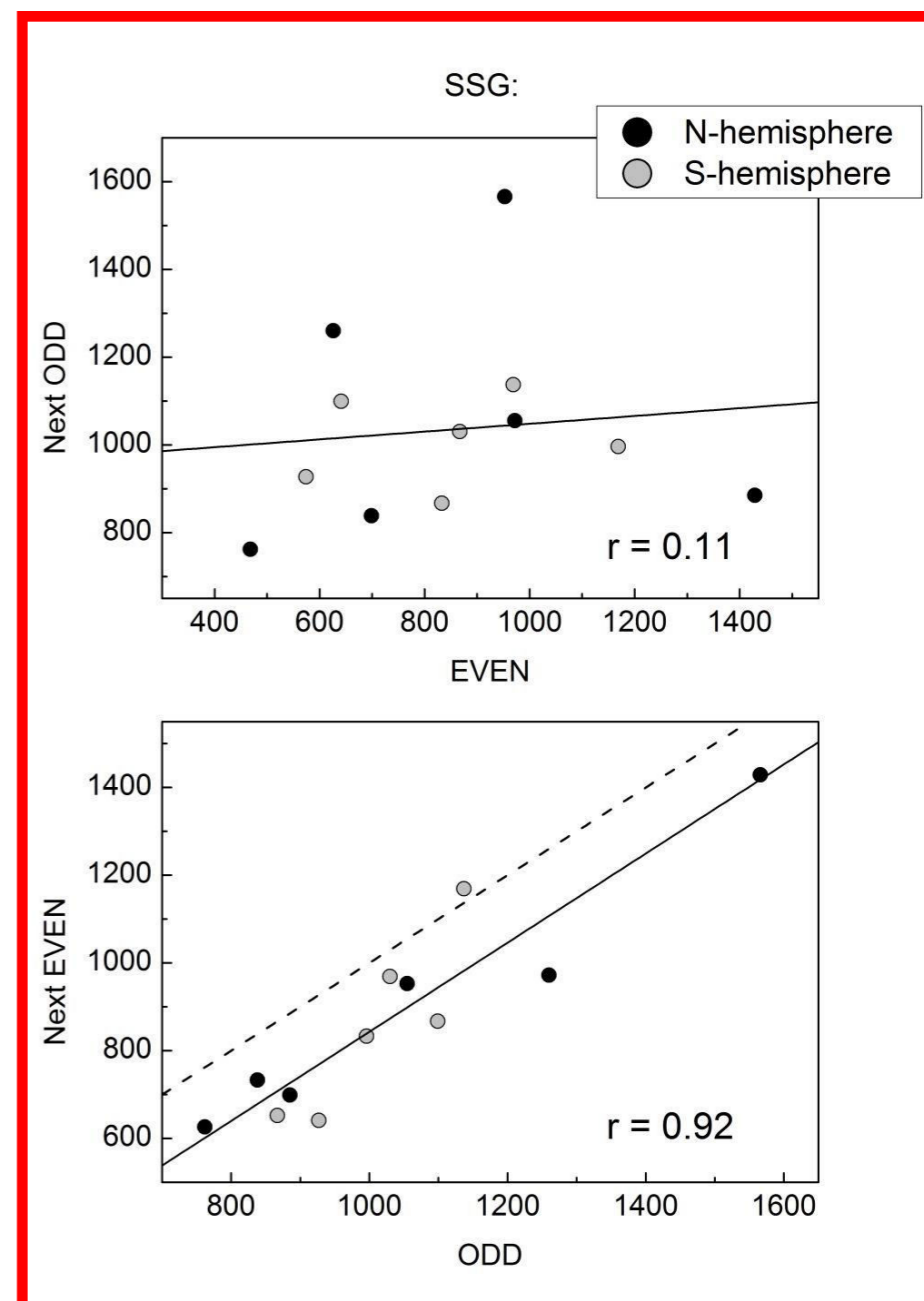 SSG:
N-hemisphere
S-hemisphere
1600
1400
1200
1000
800
Next ODD
r = 0.11
400 600 800 1000 1200 1400
EVEN
1400
1200
1000
800
600
Next EVEN
r = 0.92
800 1000 1200 1400 1600
ODD